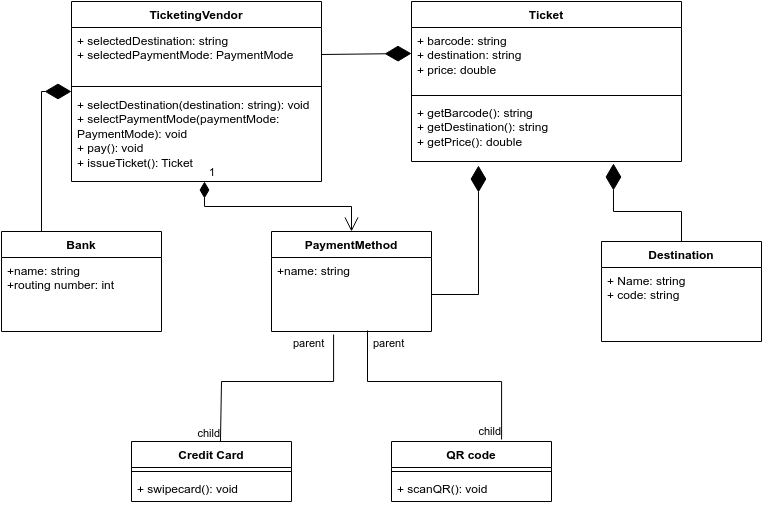 TicketingVendor
+ selectedDestination: string
+ selectedPaymentMode: PaymentMode
+ selectDestination(destination: string): void
+ selectPaymentMode(paymentMode:
PaymentMode): void
+ pay(): void
+ issueTicket(): Ticket
1
Ticket
+ barcode: string
+ destination: string
+ price: double
+ getBarcode(): string
+ getDestination(): string
+ getPrice(): double
Bank
+name: string
+routing number: int
PaymentMethod
+name: string
Destination
+ Name: string
+ code: string
parent
parent
child
child
Credit Card
+ swipecard(): void
QR code
+ scanQR(): void